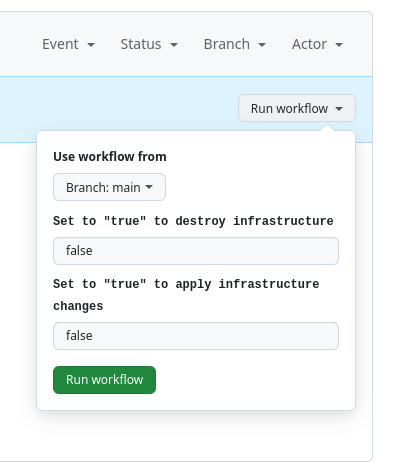 Event Status Branch Actor
Run workflow
Use workflow from
Branch: main
Set to "true" to destroy infrastructure
false
Set to "true" to apply infrastructure
changes
false
Run workflow